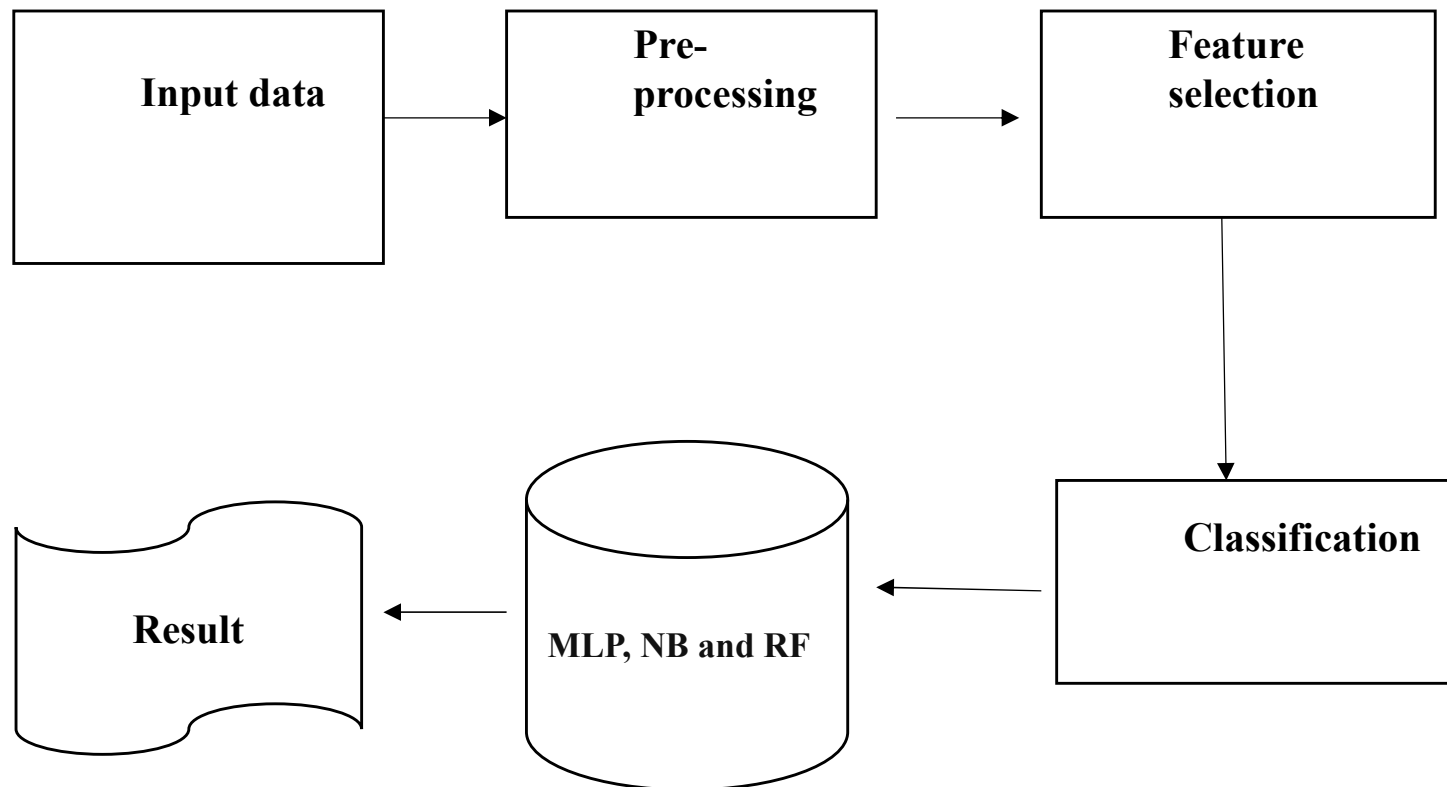 Input data
Pre-
processing
Feature
selection
Classification
MLP, NB and RF
Result